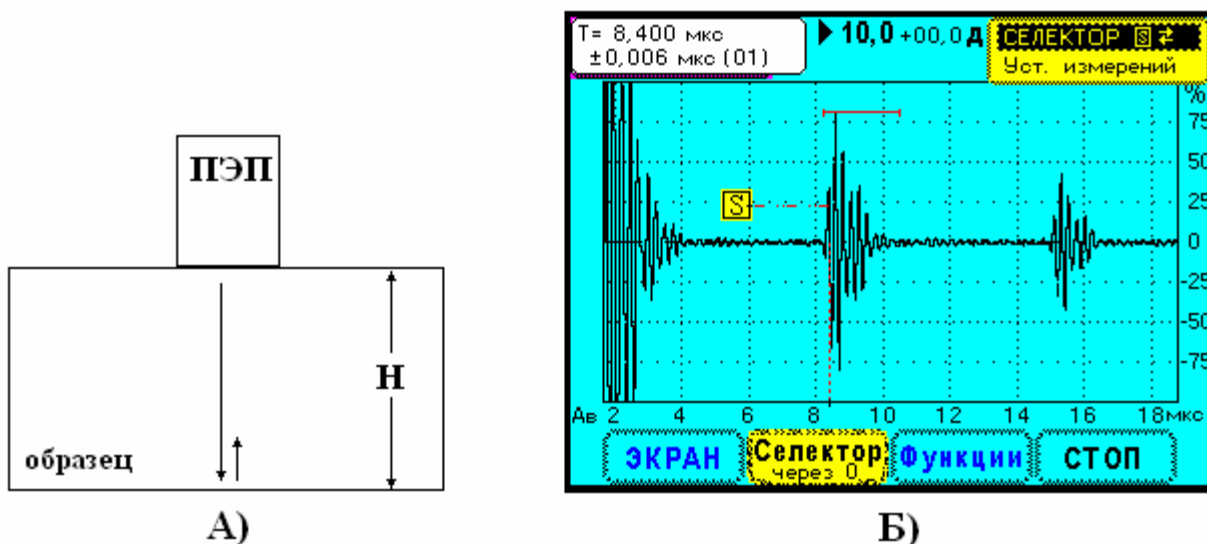 ПЭП
H
образец
А)
T= 8,400 мкс
±0,006 мкс (01)
10,0 +00,0 д
СЕЛЕКТОР S
Уст. измерений
%
75
50
25
0
-25
-50
-75
S
Ав 2 4 6 8 10 12 14 16 18мкс
ЭКРАН
Селектор
через 0
Функции
СТОП
Б)